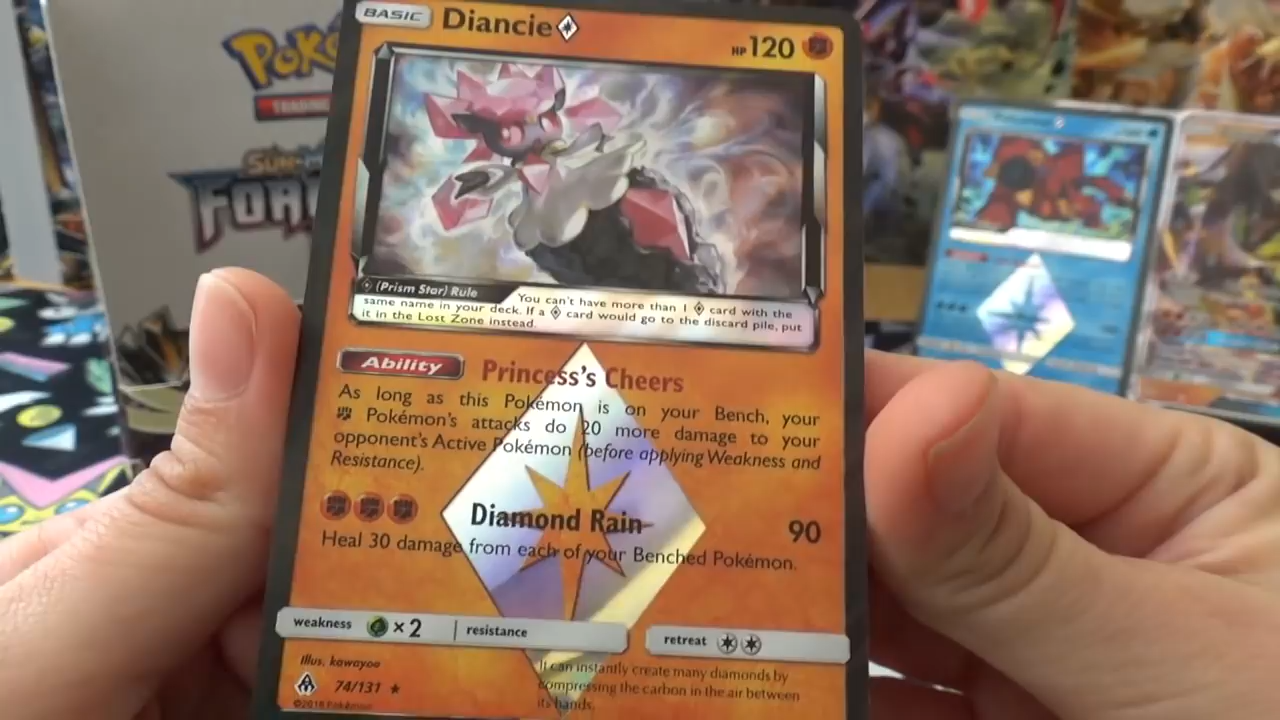 BASIC Diancie
HP 120
(Prism Star) Rule
You can't have more than 1 card with the
same name in your deck. If a card would go to the discard pile, put
it in the Lost Zone instead.
Ability Princess's Cheers
As long as this Pokémon is on your Bench, your
Pokémon's attacks do 20 more damage to your
opponent's Active Pokémon (before applying Weakness and
Resistance).
Diamond Rain 90
Heal 30 damage from each of your Benched Pokémon.
weakness ×2 resistance retreat
Illus. kawayoo
74/131 ★
©2018 Pokémon
It can instantly create many diamonds by
compressing the carbon in the air between
its hands.